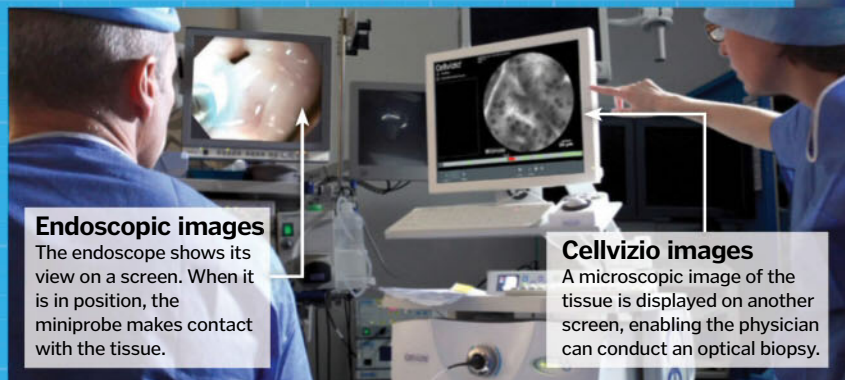 Cellvizio
Endoscopic images
The endoscope shows its
view on a screen. When it
is in position, the
miniprobe makes contact
with the tissue.
Cellvizio images
A microscopic image of the
tissue is displayed on another
screen, enabling the physician
can conduct an optical biopsy.